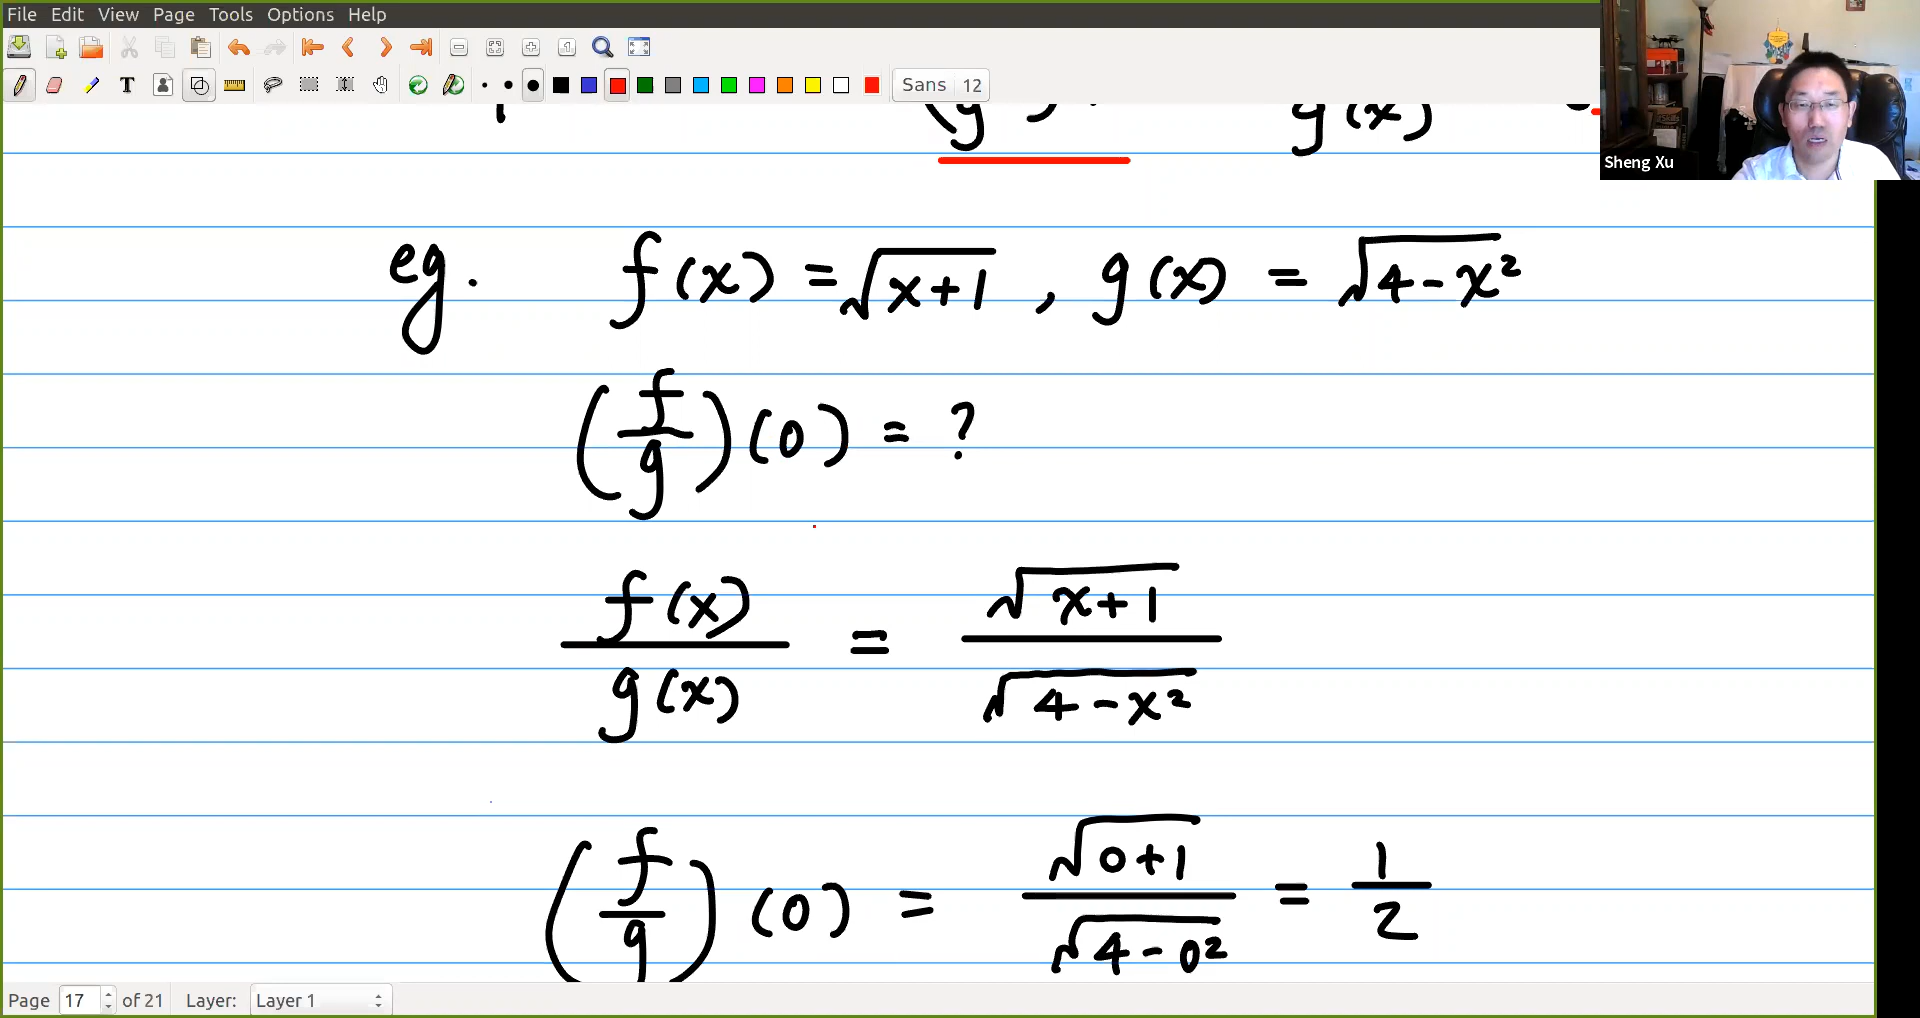 File Edit View Page Tools Options Help
Sans 12
Sheng Xu
g(x)
eg. f(x) = √(x+1) , g(x) = √(4-x²)
(f/g)(0) = ?
f(x)/g(x) = √(x+1)/√(4-x²)
(f/g)(0) = √(0+1)/√(4-0²) = 1/2
Page 17 of 21 Layer: Layer 1